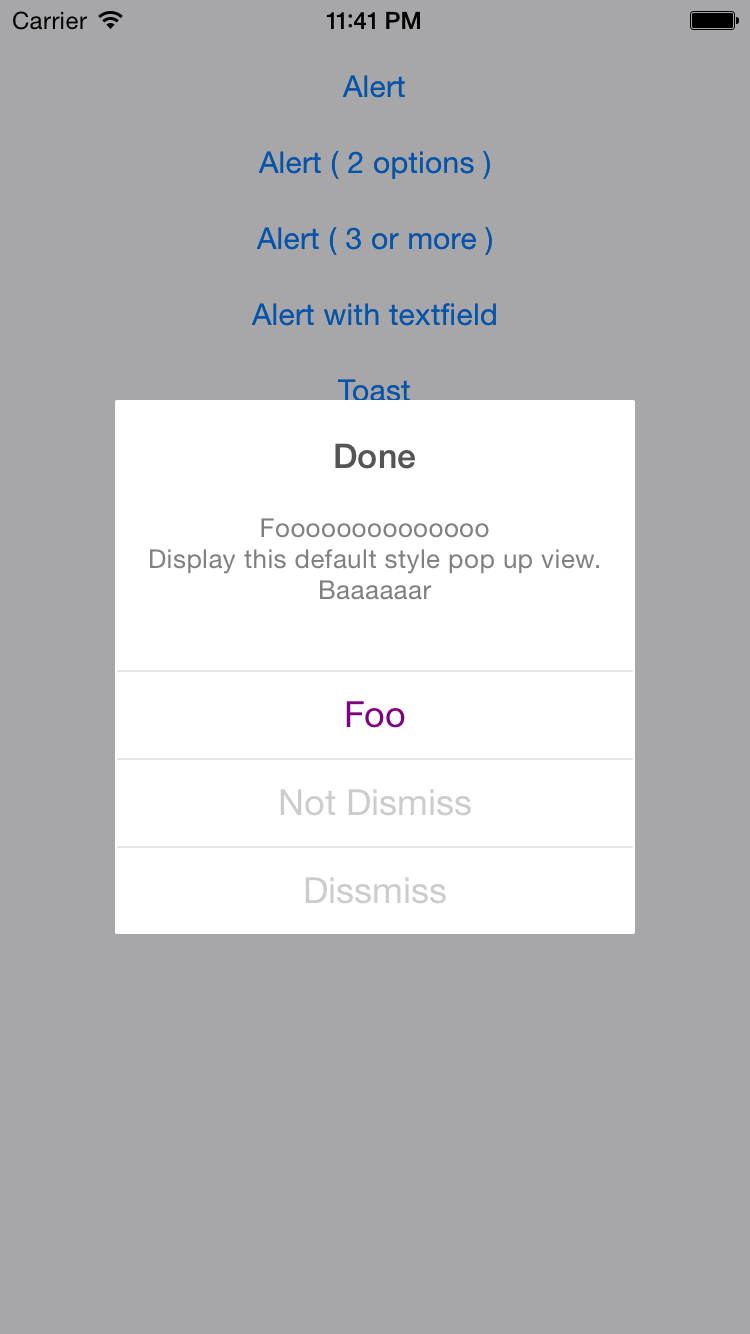 Carrier 11:41 PM
Alert
Alert ( 2 options )
Alert ( 3 or more )
Alert with textfield
Toast
Done
Foooooooooooooo
Display this default style pop up view.
Baaaaaar
Foo
Not Dismiss
Dissmiss